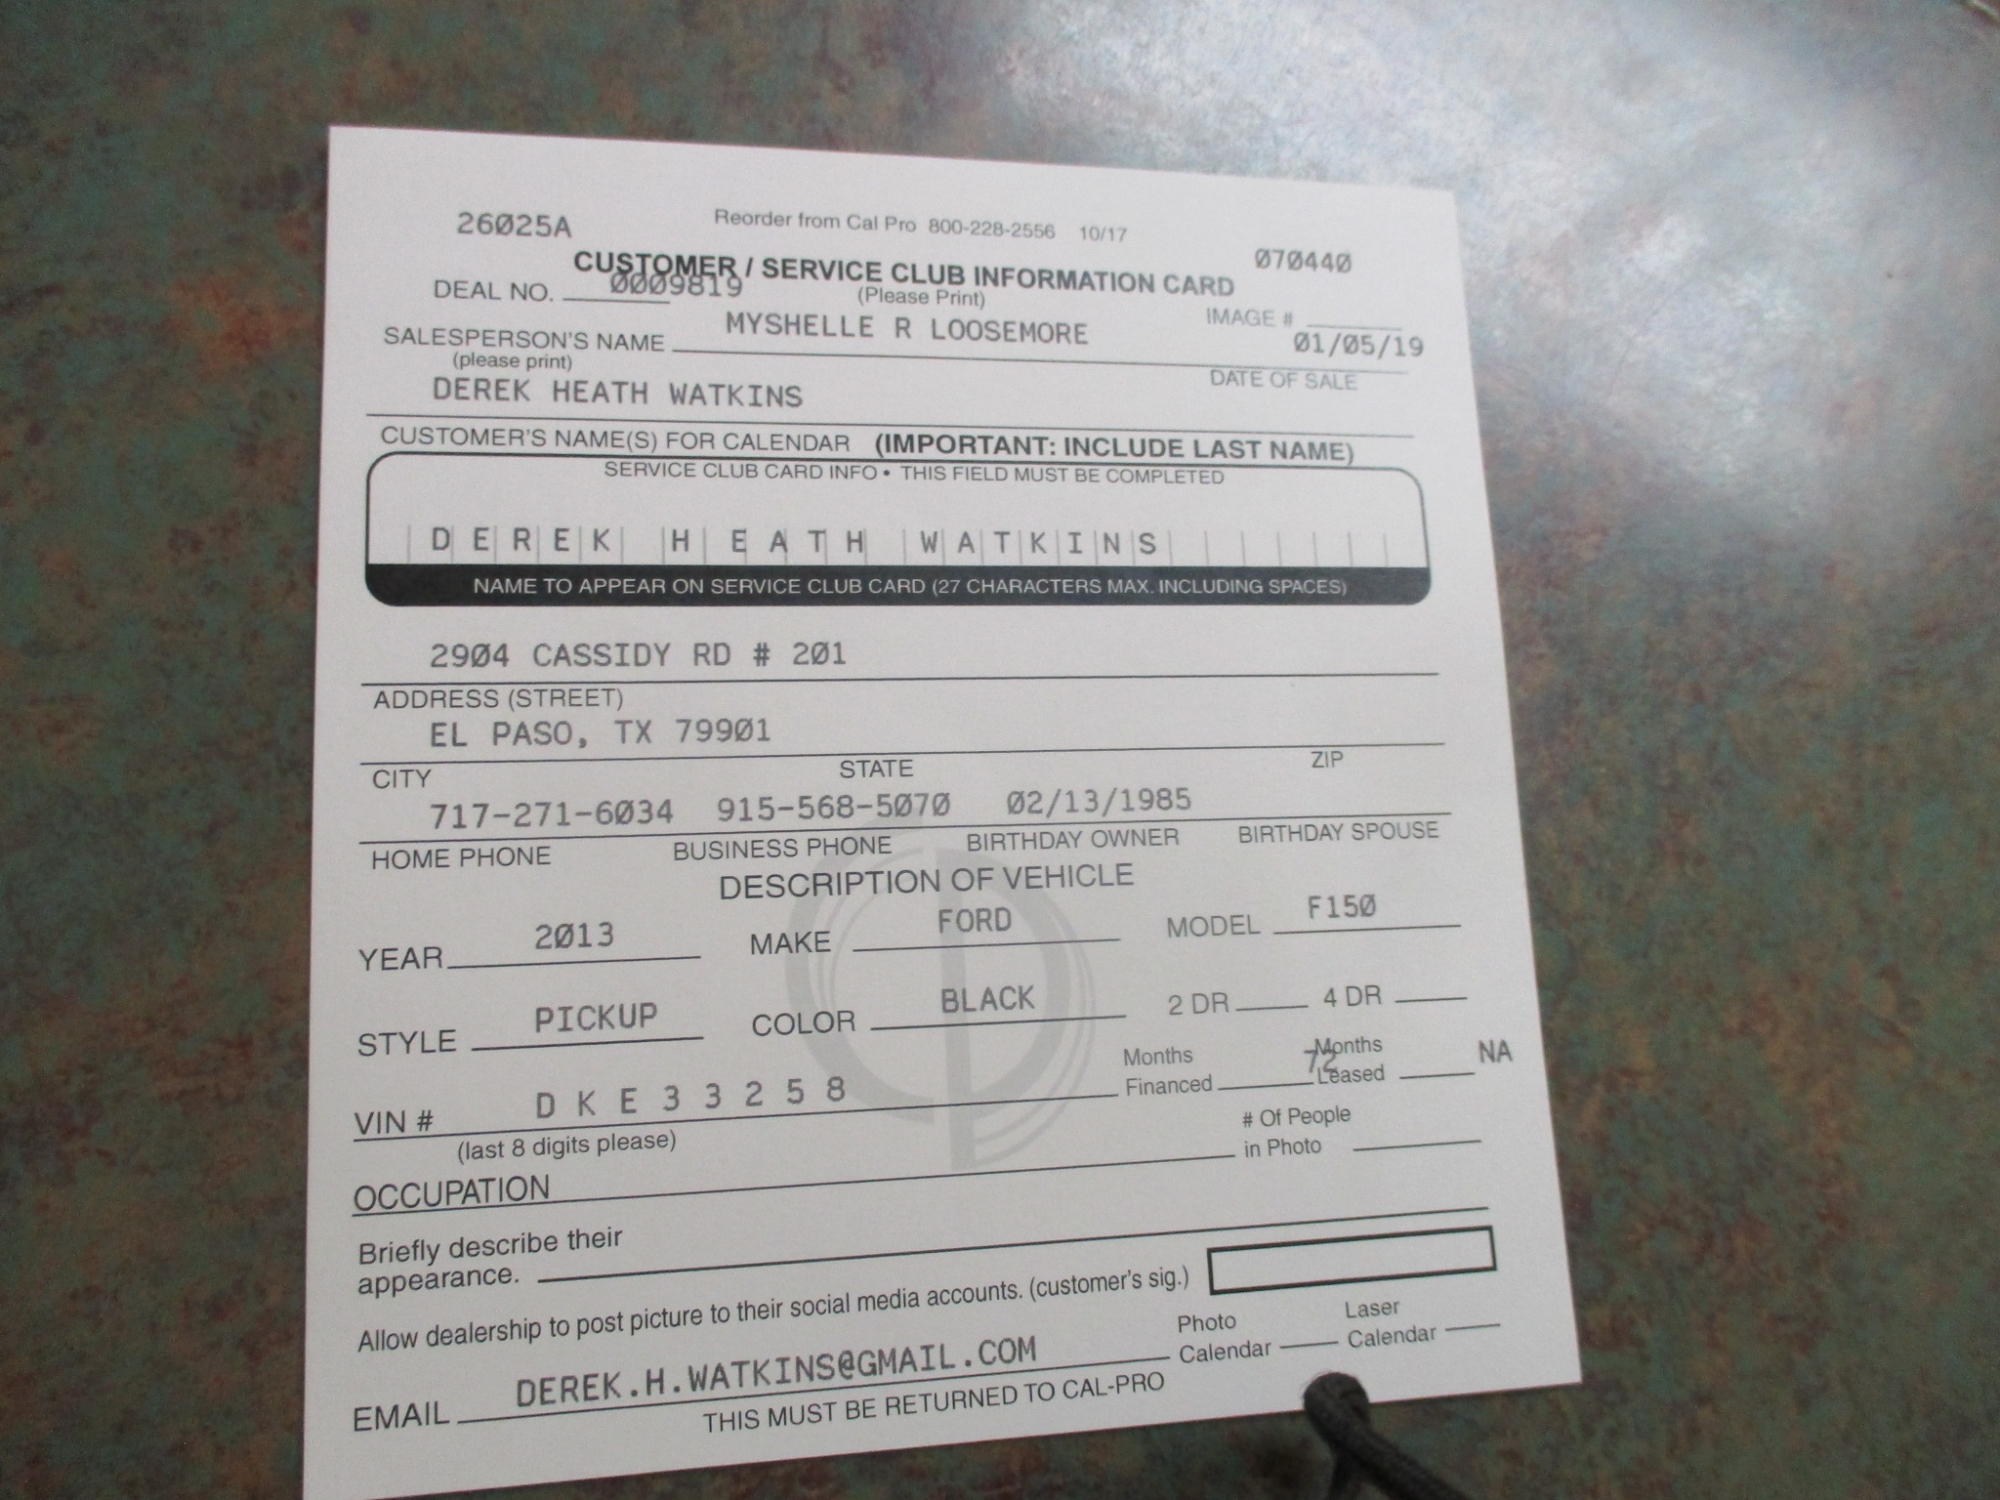 26025A Reorder from Cal Pro 800-228-2556 10/17
CUSTOMER / SERVICE CLUB INFORMATION CARD 070440
DEAL NO. 0009819 (Please Print)
IMAGE #
SALESPERSON'S NAME MYSHELLE R LOOSEMORE 01/05/19
(please print) DATE OF SALE
DEREK HEATH WATKINS
CUSTOMER'S NAME(S) FOR CALENDAR (IMPORTANT: INCLUDE LAST NAME)
SERVICE CLUB CARD INFO • THIS FIELD MUST BE COMPLETED
DEREK HEATH WATKINS
NAME TO APPEAR ON SERVICE CLUB CARD (27 CHARACTERS MAX. INCLUDING SPACES)
2904 CASSIDY RD # 201
ADDRESS (STREET)
EL PASO, TX 79901
CITY STATE ZIP
717-271-6034 915-568-5070 02/13/1985
HOME PHONE BUSINESS PHONE BIRTHDAY OWNER BIRTHDAY SPOUSE
DESCRIPTION OF VEHICLE
YEAR 2013 MAKE FORD MODEL F150
STYLE PICKUP COLOR BLACK 2 DR 4 DR
VIN # D K E 3 3 2 5 8 Months Financed 72 Months Leased NA
(last 8 digits please)
# Of People in Photo
OCCUPATION
Briefly describe their
appearance.
Allow dealership to post picture to their social media accounts. (customer's sig.)
EMAIL DEREK.H.WATKINS@GMAIL.COM Photo Calendar Laser Calendar
THIS MUST BE RETURNED TO CAL-PRO